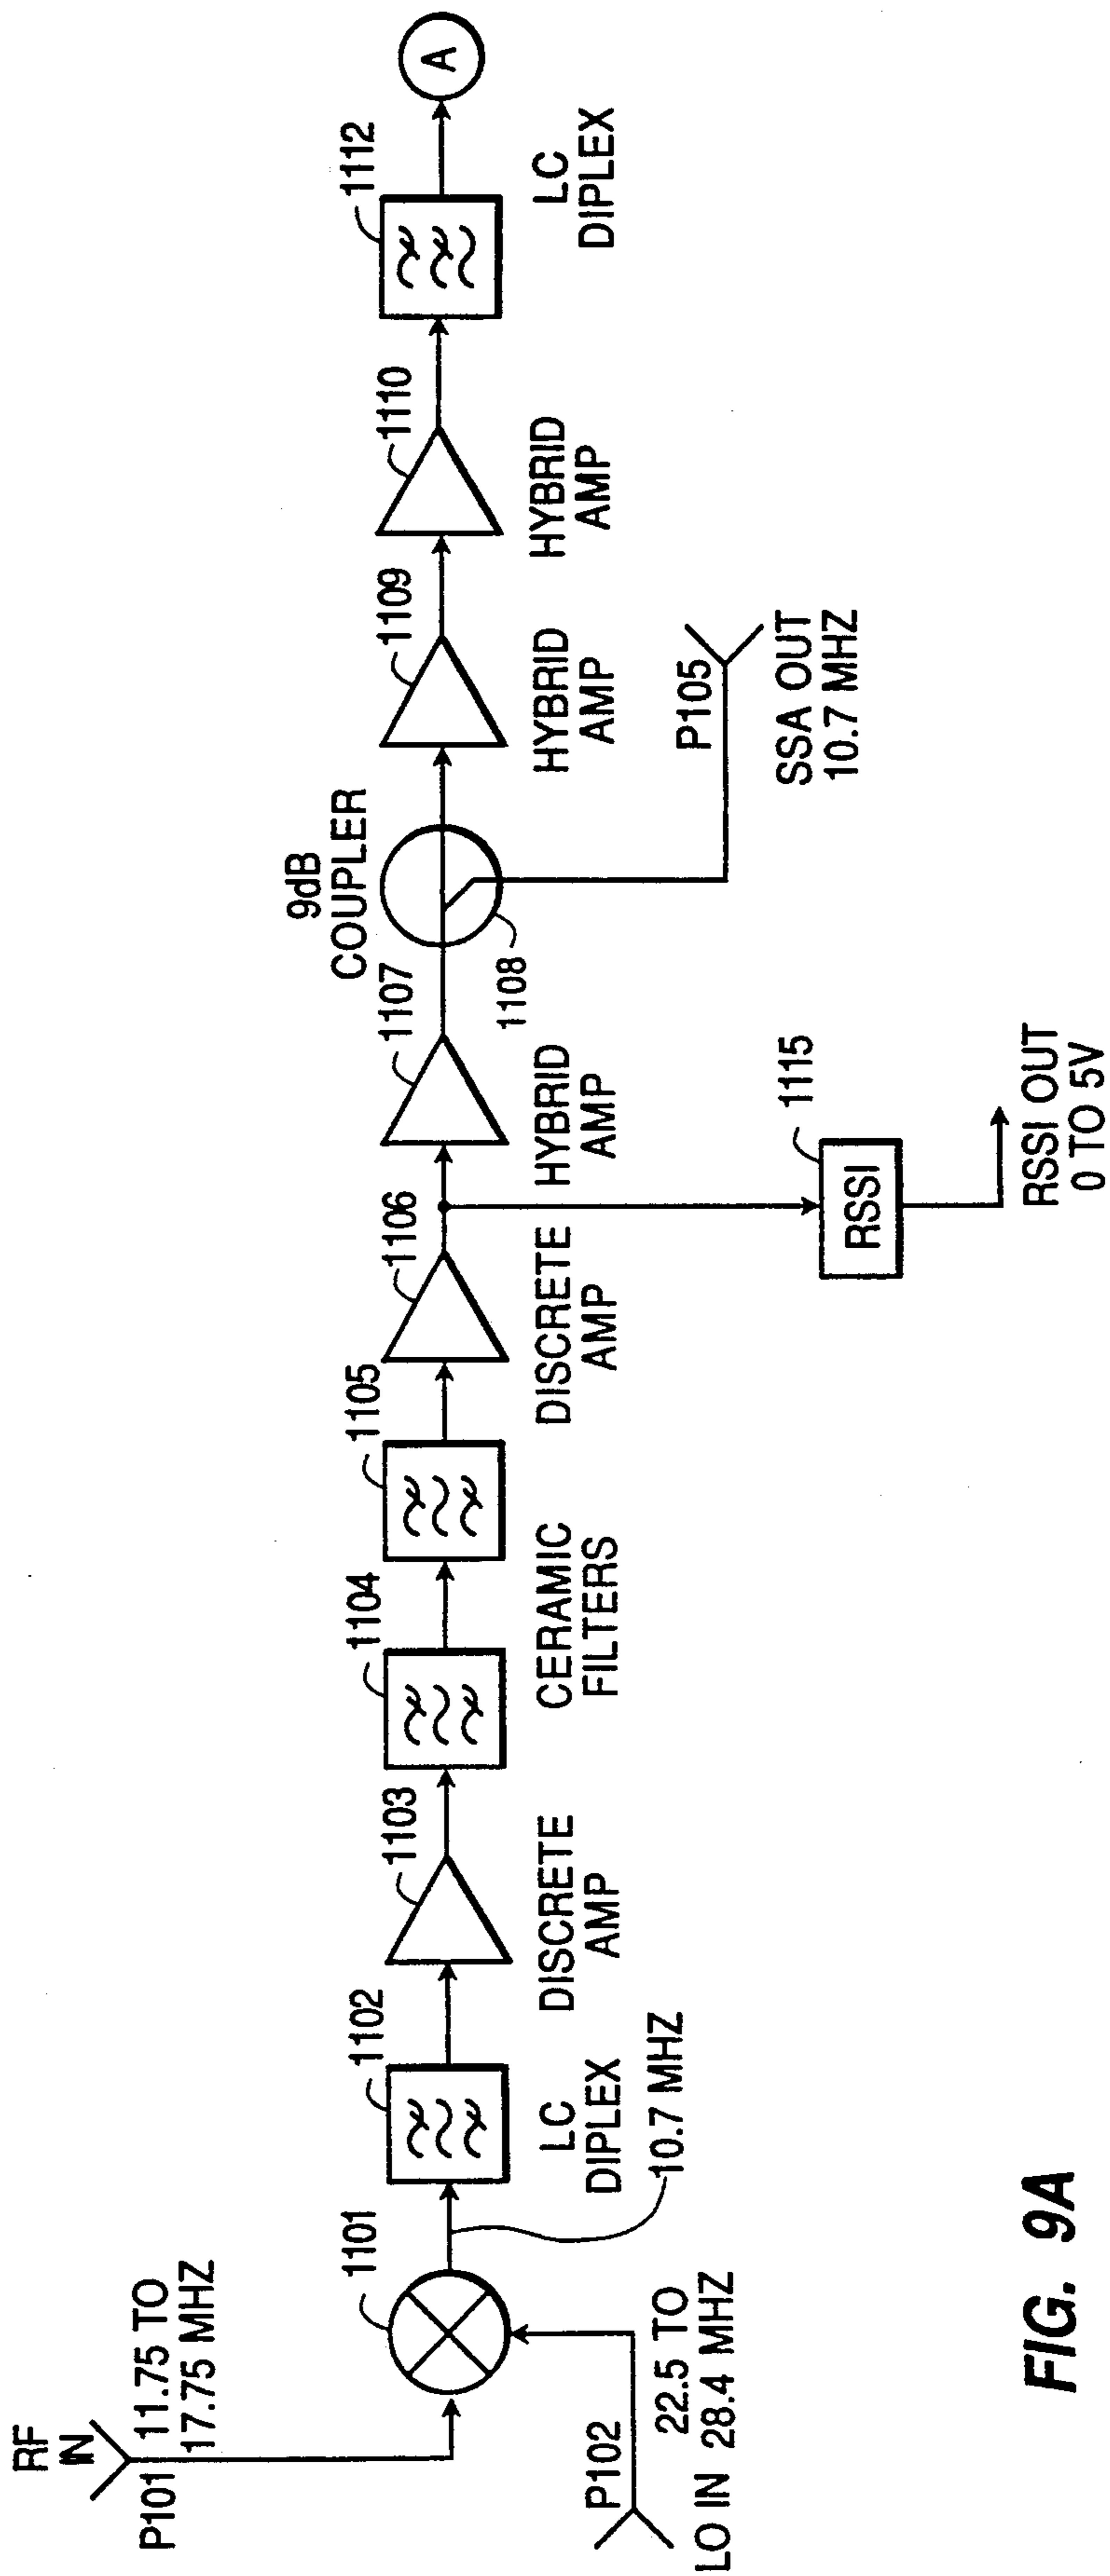 RF
IN
P101
11.75 TO
17.75 MHZ
1101
P102
22.5 TO
LO IN 28.4 MHZ
10.7 MHZ
1102
LC
DIPLEX
1103
DISCRETE
AMP
1104
1105
CERAMIC
FILTERS
1106
DISCRETE
AMP
1115
RSSI
RSSI OUT
0 TO 5V
1107
HYBRID
AMP
9dB
COUPLER
1108
P105
SSA OUT
10.7 MHZ
1109
HYBRID
AMP
1110
HYBRID
AMP
1112
LC
DIPLEX
A
FIG. 9A